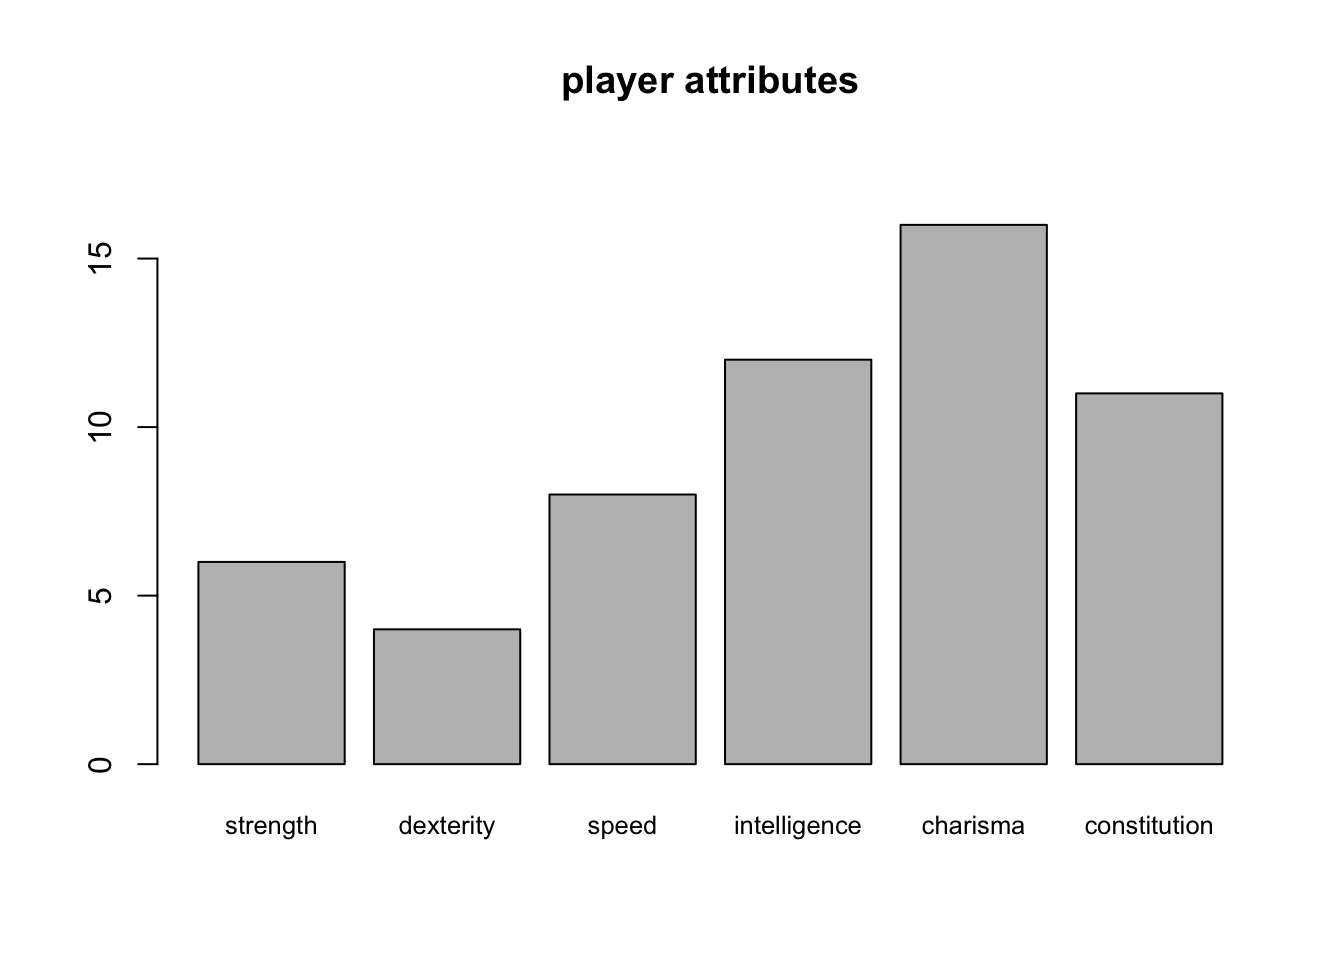 player attributes
15
10
5
0
strength dexterity speed intelligence charisma constitution